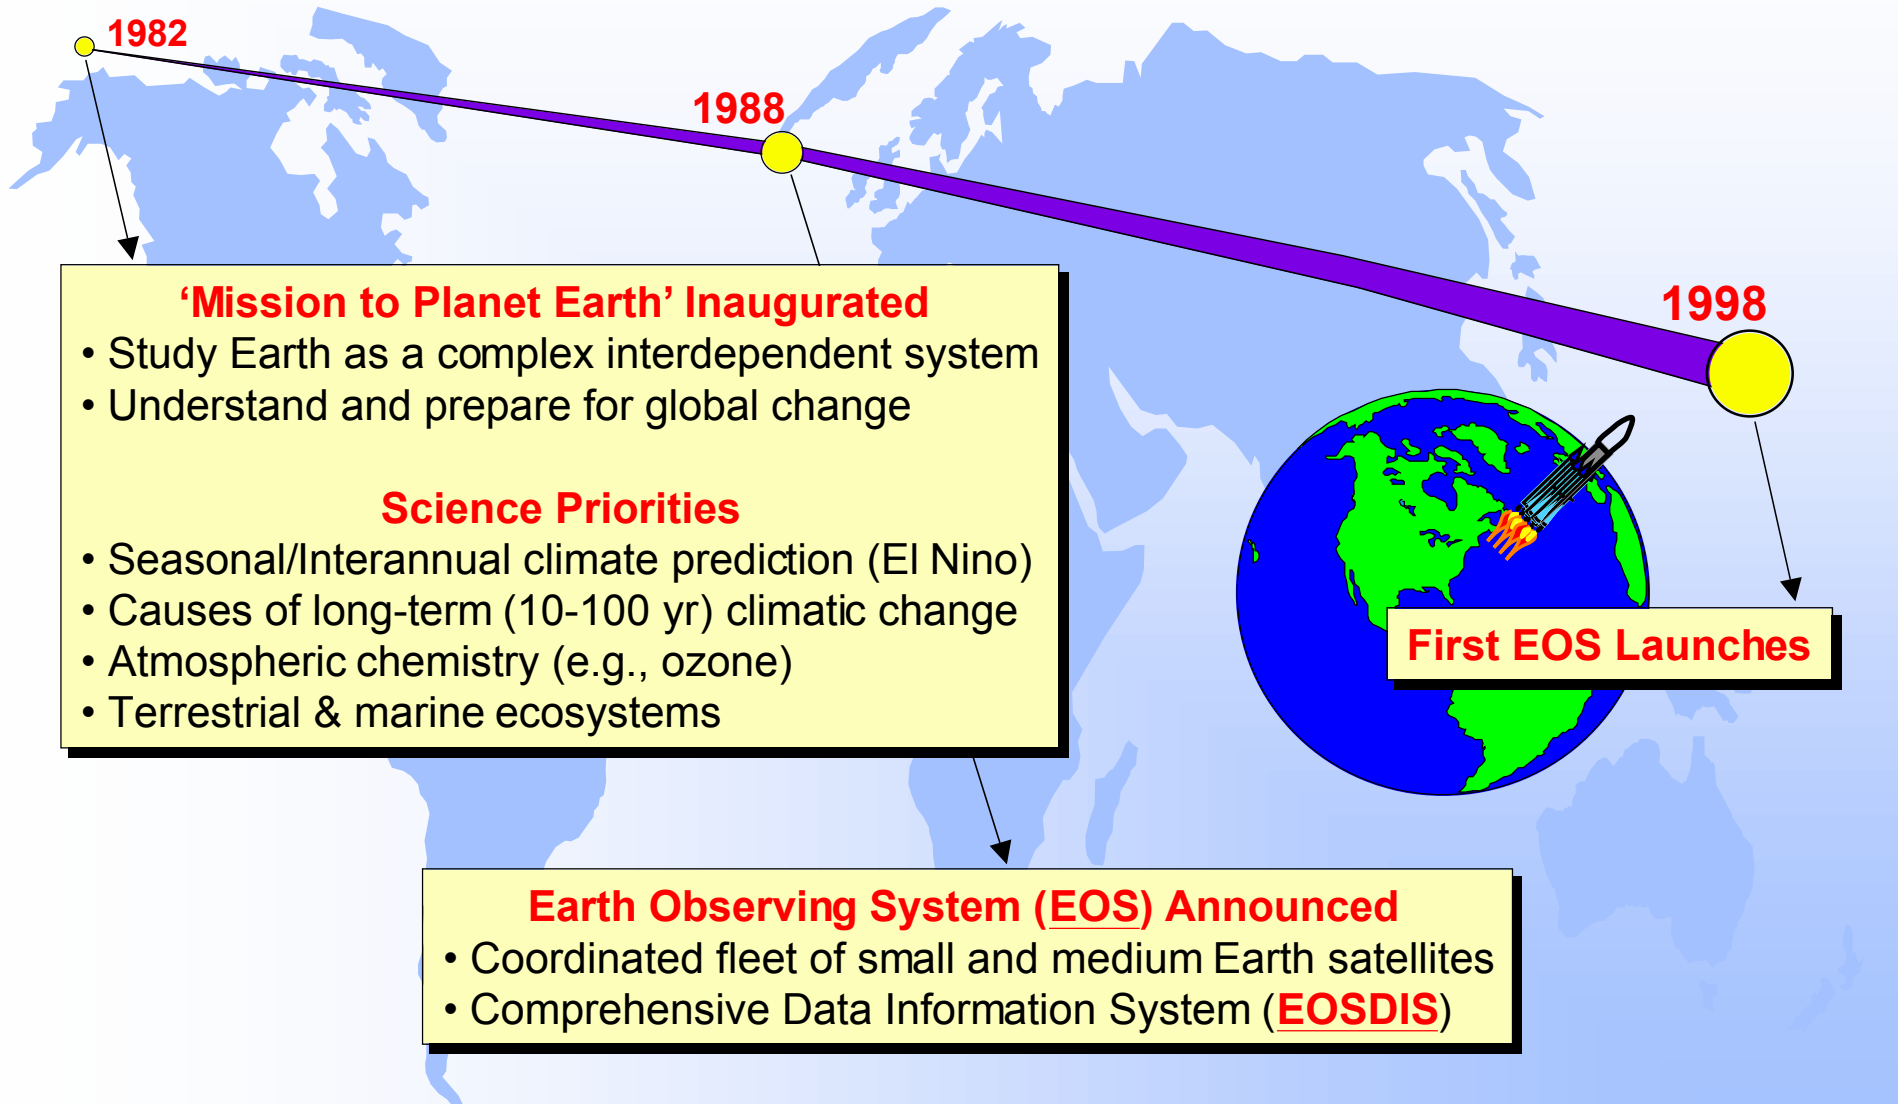 1982
1988
1998
‘Mission to Planet Earth’ Inaugurated
• Study Earth as a complex interdependent system
• Understand and prepare for global change
Science Priorities
• Seasonal/Interannual climate prediction (El Nino)
• Causes of long-term (10-100 yr) climatic change
• Atmospheric chemistry (e.g., ozone)
• Terrestrial & marine ecosystems
First EOS Launches
Earth Observing System (EOS) Announced
• Coordinated fleet of small and medium Earth satellites
• Comprehensive Data Information System (EOSDIS)